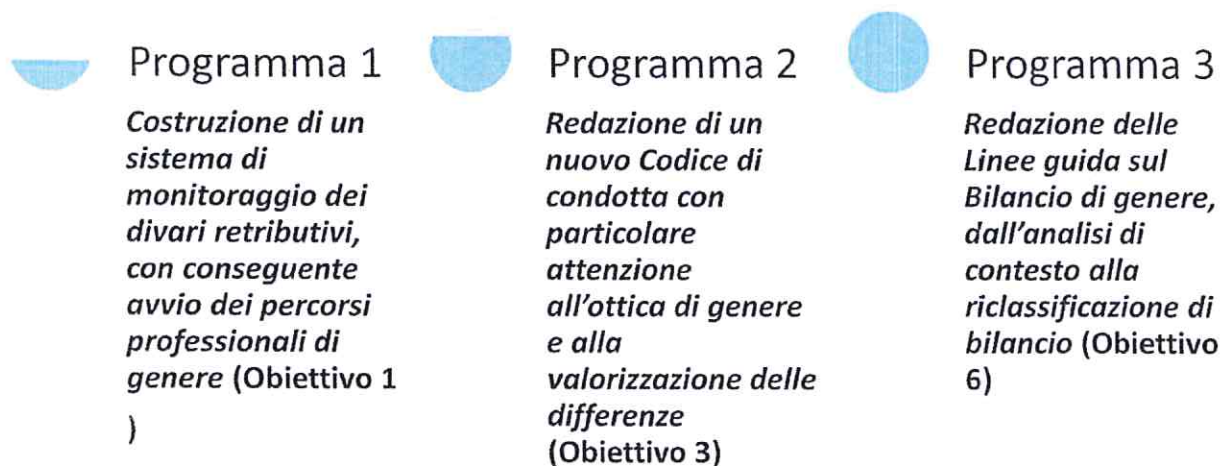 Programma 1
Costruzione di un
sistema di
monitoraggio dei
divari retributivi,
con conseguente
avvio dei percorsi
professionali di
genere (Obiettivo 1
)
Programma 2
Redazione di un
nuovo Codice di
condotta con
particolare
attenzione
all'ottica di genere
e alla
valorizzazione delle
differenze
(Obiettivo 3)
Programma 3
Redazione delle
Linee guida sul
Bilancio di genere,
dall'analisi di
contesto alla
riclassificazione di
bilancio (Obiettivo
6)